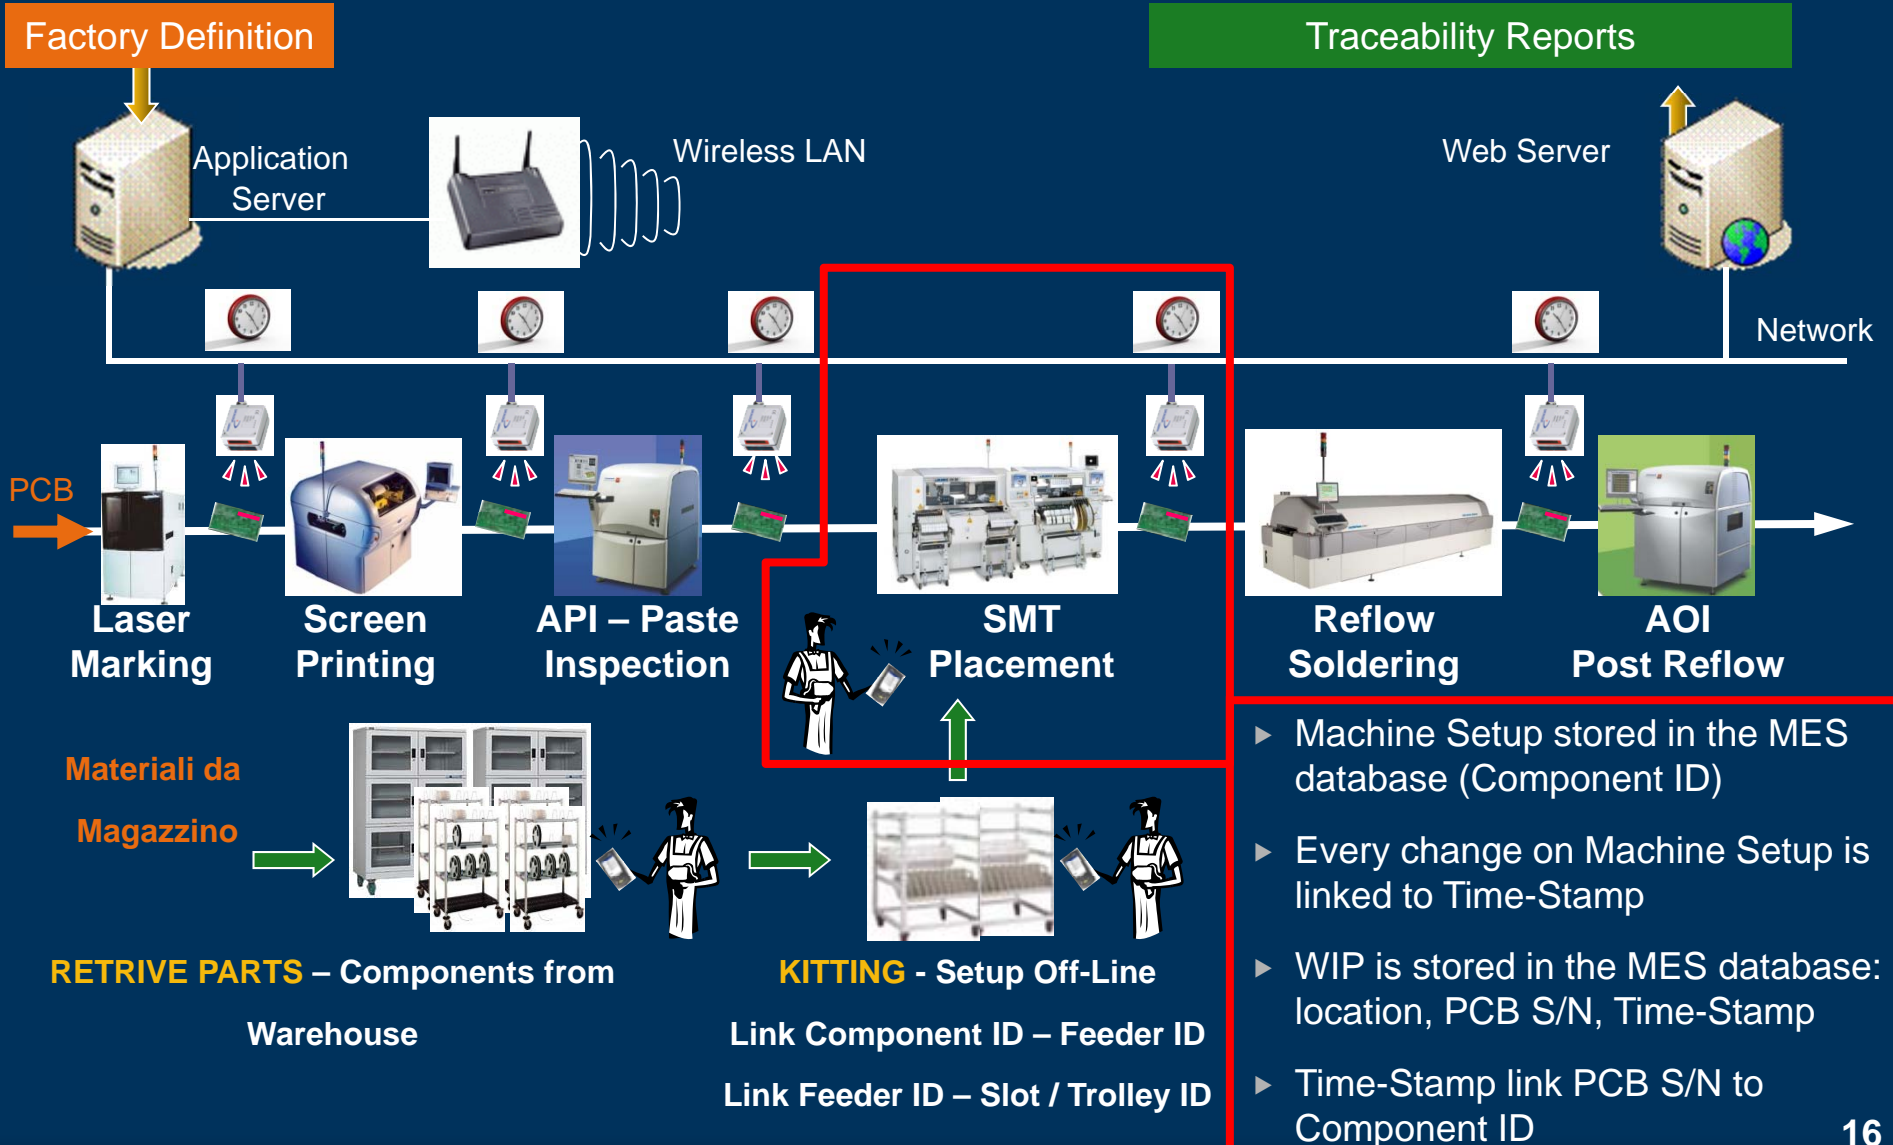 Factory Definition
Traceability Reports
Application
Server
Wireless LAN
Web Server
Network
PCB
Laser
Marking
Screen
Printing
API – Paste
Inspection
SMT
Placement
Reflow
Soldering
AOI
Post Reflow
Materiali da
Magazzino
RETRIVE PARTS – Components from
Warehouse
KITTING - Setup Off-Line
Link Component ID – Feeder ID
Link Feeder ID – Slot / Trolley ID
Machine Setup stored in the MES
database (Component ID)
Every change on Machine Setup is
linked to Time-Stamp
WIP is stored in the MES database:
location, PCB S/N, Time-Stamp
Time-Stamp link PCB S/N to
Component ID
16